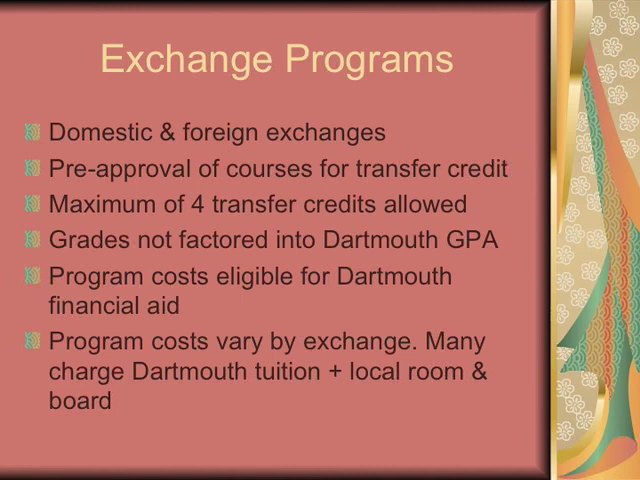 Exchange Programs
Domestic & foreign exchanges
Pre-approval of courses for transfer credit
Maximum of 4 transfer credits allowed
Grades not factored into Dartmouth GPA
Program costs eligible for Dartmouth
financial aid
Program costs vary by exchange. Many
charge Dartmouth tuition + local room &
board